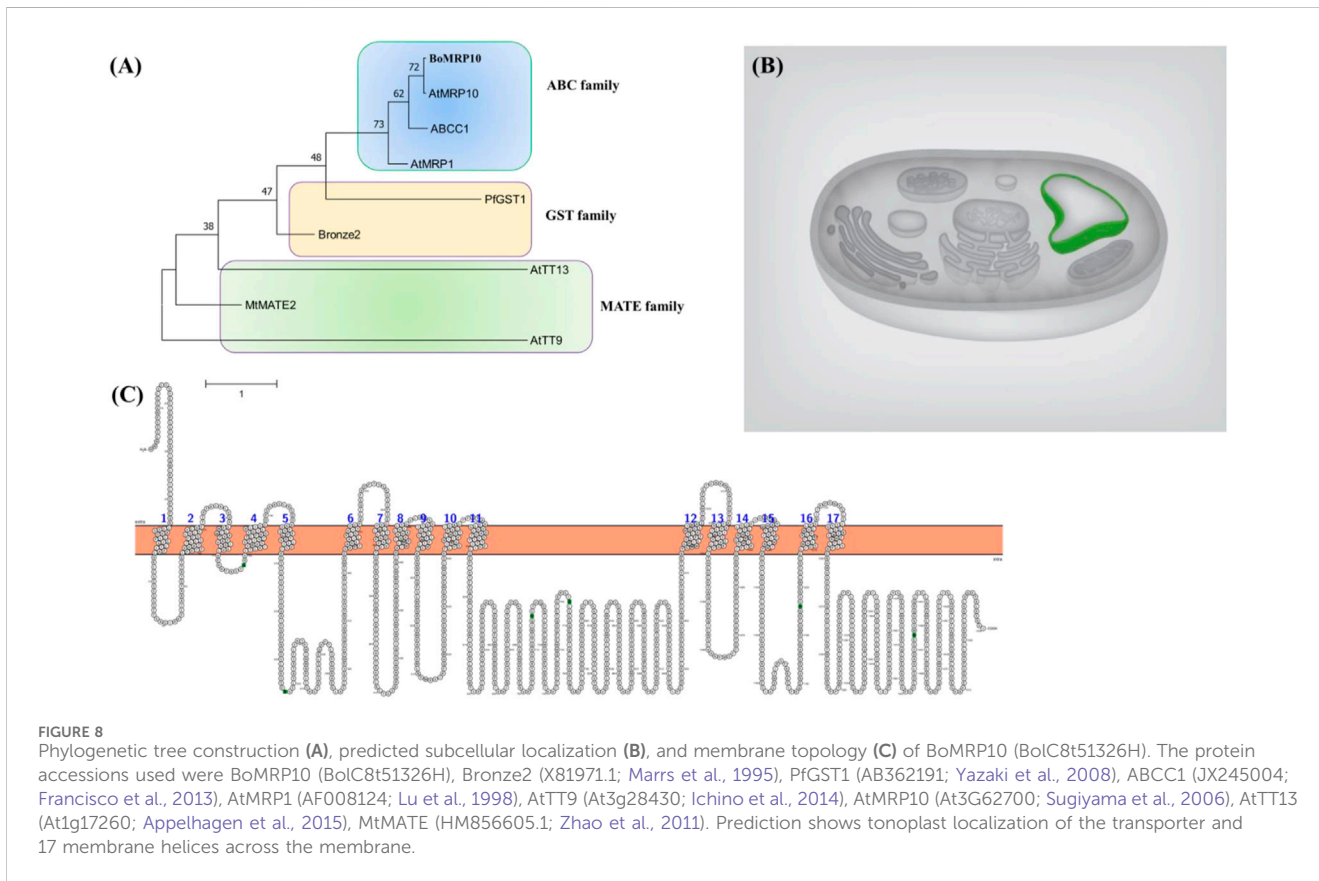 (A)
BoMRP10
72
AtMRP10
62
ABCC1
73
AtMRP1
ABC family
48
PfGST1
47
Bronze2
GST family
38
AtTT13
MtMATE2
MATE family
AtTT9
1
(B)
(C)
1 2 3 4 5 6 7 8 9 10 11 12 13 14 15 16 17
FIGURE 8
Phylogenetic tree construction (A), predicted subcellular localization (B), and membrane topology (C) of BoMRP10 (BolC8t51326H). The protein
accessions used were BoMRP10 (BolC8t51326H), Bronze2 (X81971.1; Marrs et al., 1995), PfGST1 (AB362191; Yazaki et al., 2008), ABCC1 (JX245004;
Francisco et al., 2013), AtMRP1 (AF008124; Lu et al., 1998), AtTT9 (At3g28430; Ichino et al., 2014), AtMRP10 (At3G62700; Sugiyama et al., 2006), AtTT13
(At1g17260; Appelhagen et al., 2015), MtMATE (HM856605.1; Zhao et al., 2011). Prediction shows tonoplast localization of the transporter and
17 membrane helices across the membrane.